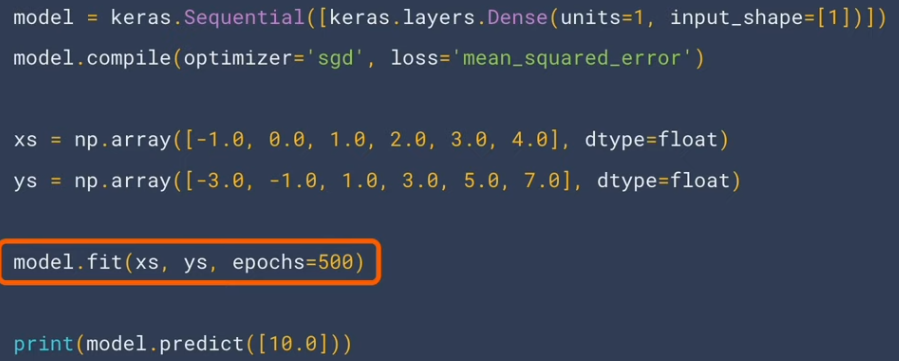 model = keras.Sequential([keras.layers.Dense(units=1, input_shape=[1])])
model.compile(optimizer='sgd', loss='mean_squared_error')
xs = np.array([-1.0, 0.0, 1.0, 2.0, 3.0, 4.0], dtype=float)
ys = np.array([-3.0, -1.0, 1.0, 3.0, 5.0, 7.0], dtype=float)
model.fit(xs, ys, epochs=500)
print(model.predict([10.0]))